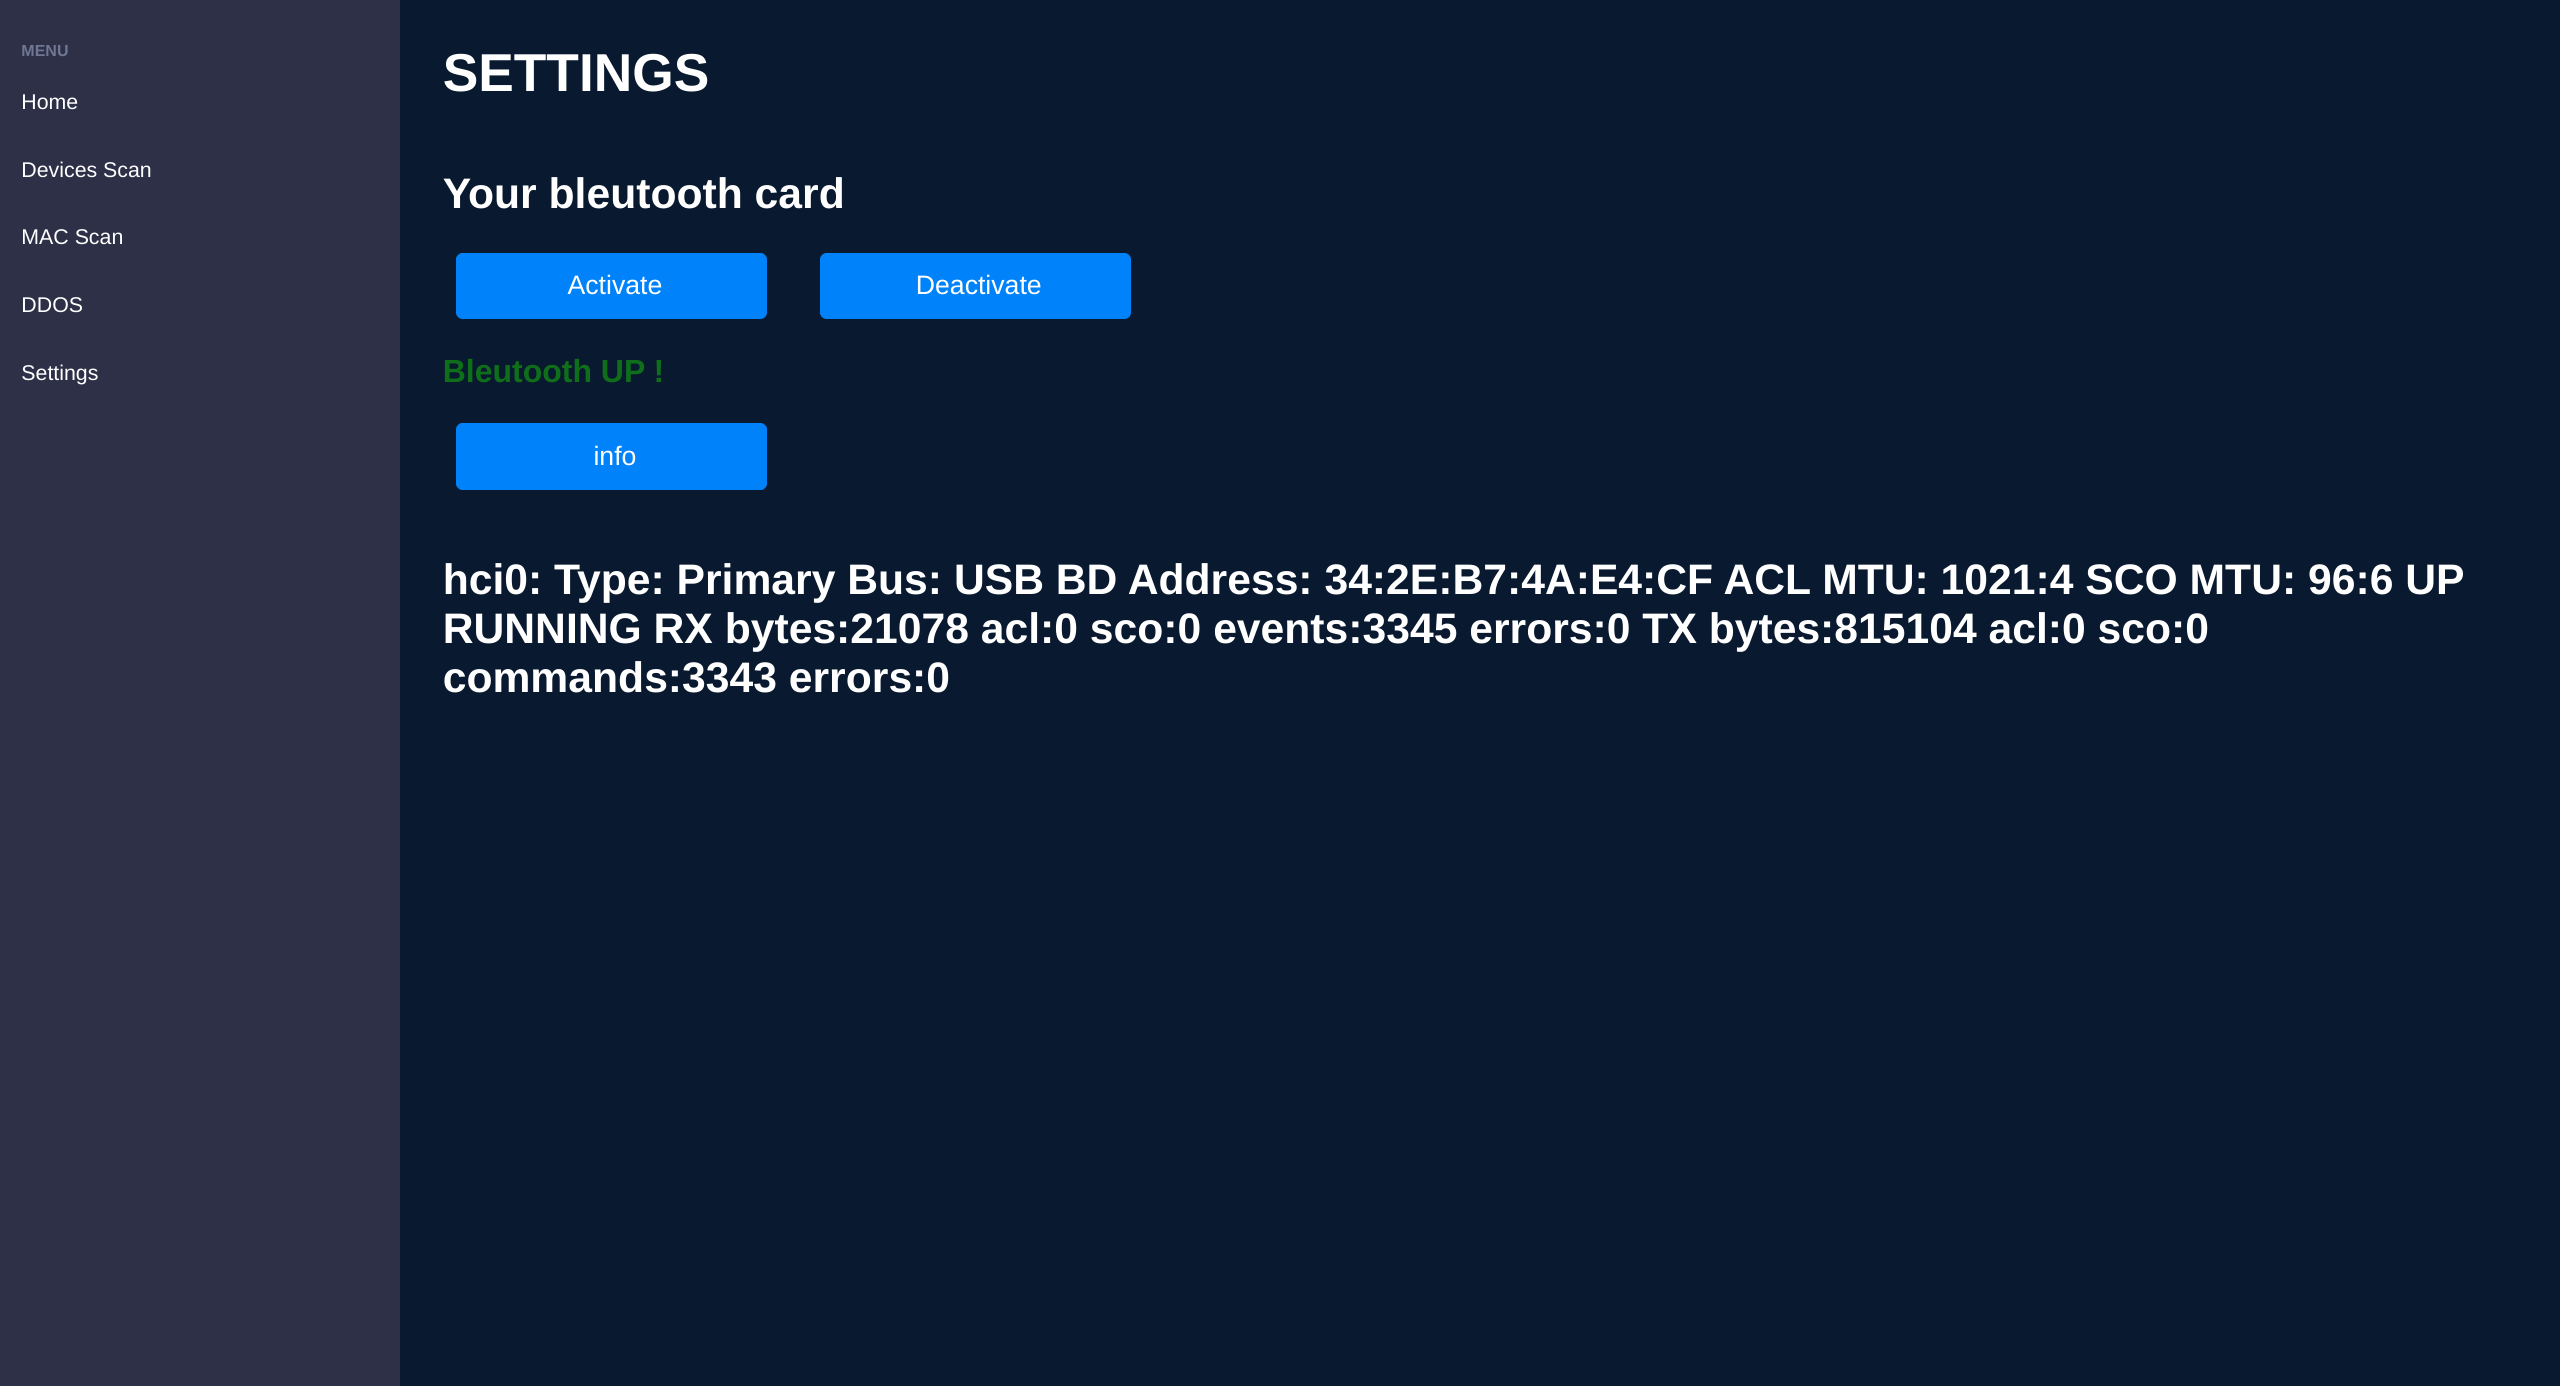 MENU
Home
Devices Scan
MAC Scan
DDOS
Settings
SETTINGS
Your bleutooth card
Activate
Deactivate
Bleutooth UP !
info
hci0: Type: Primary Bus: USB BD Address: 34:2E:B7:4A:E4:CF ACL MTU: 1021:4 SCO MTU: 96:6 UP
RUNNING RX bytes:21078 acl:0 sco:0 events:3345 errors:0 TX bytes:815104 acl:0 sco:0
commands:3343 errors:0